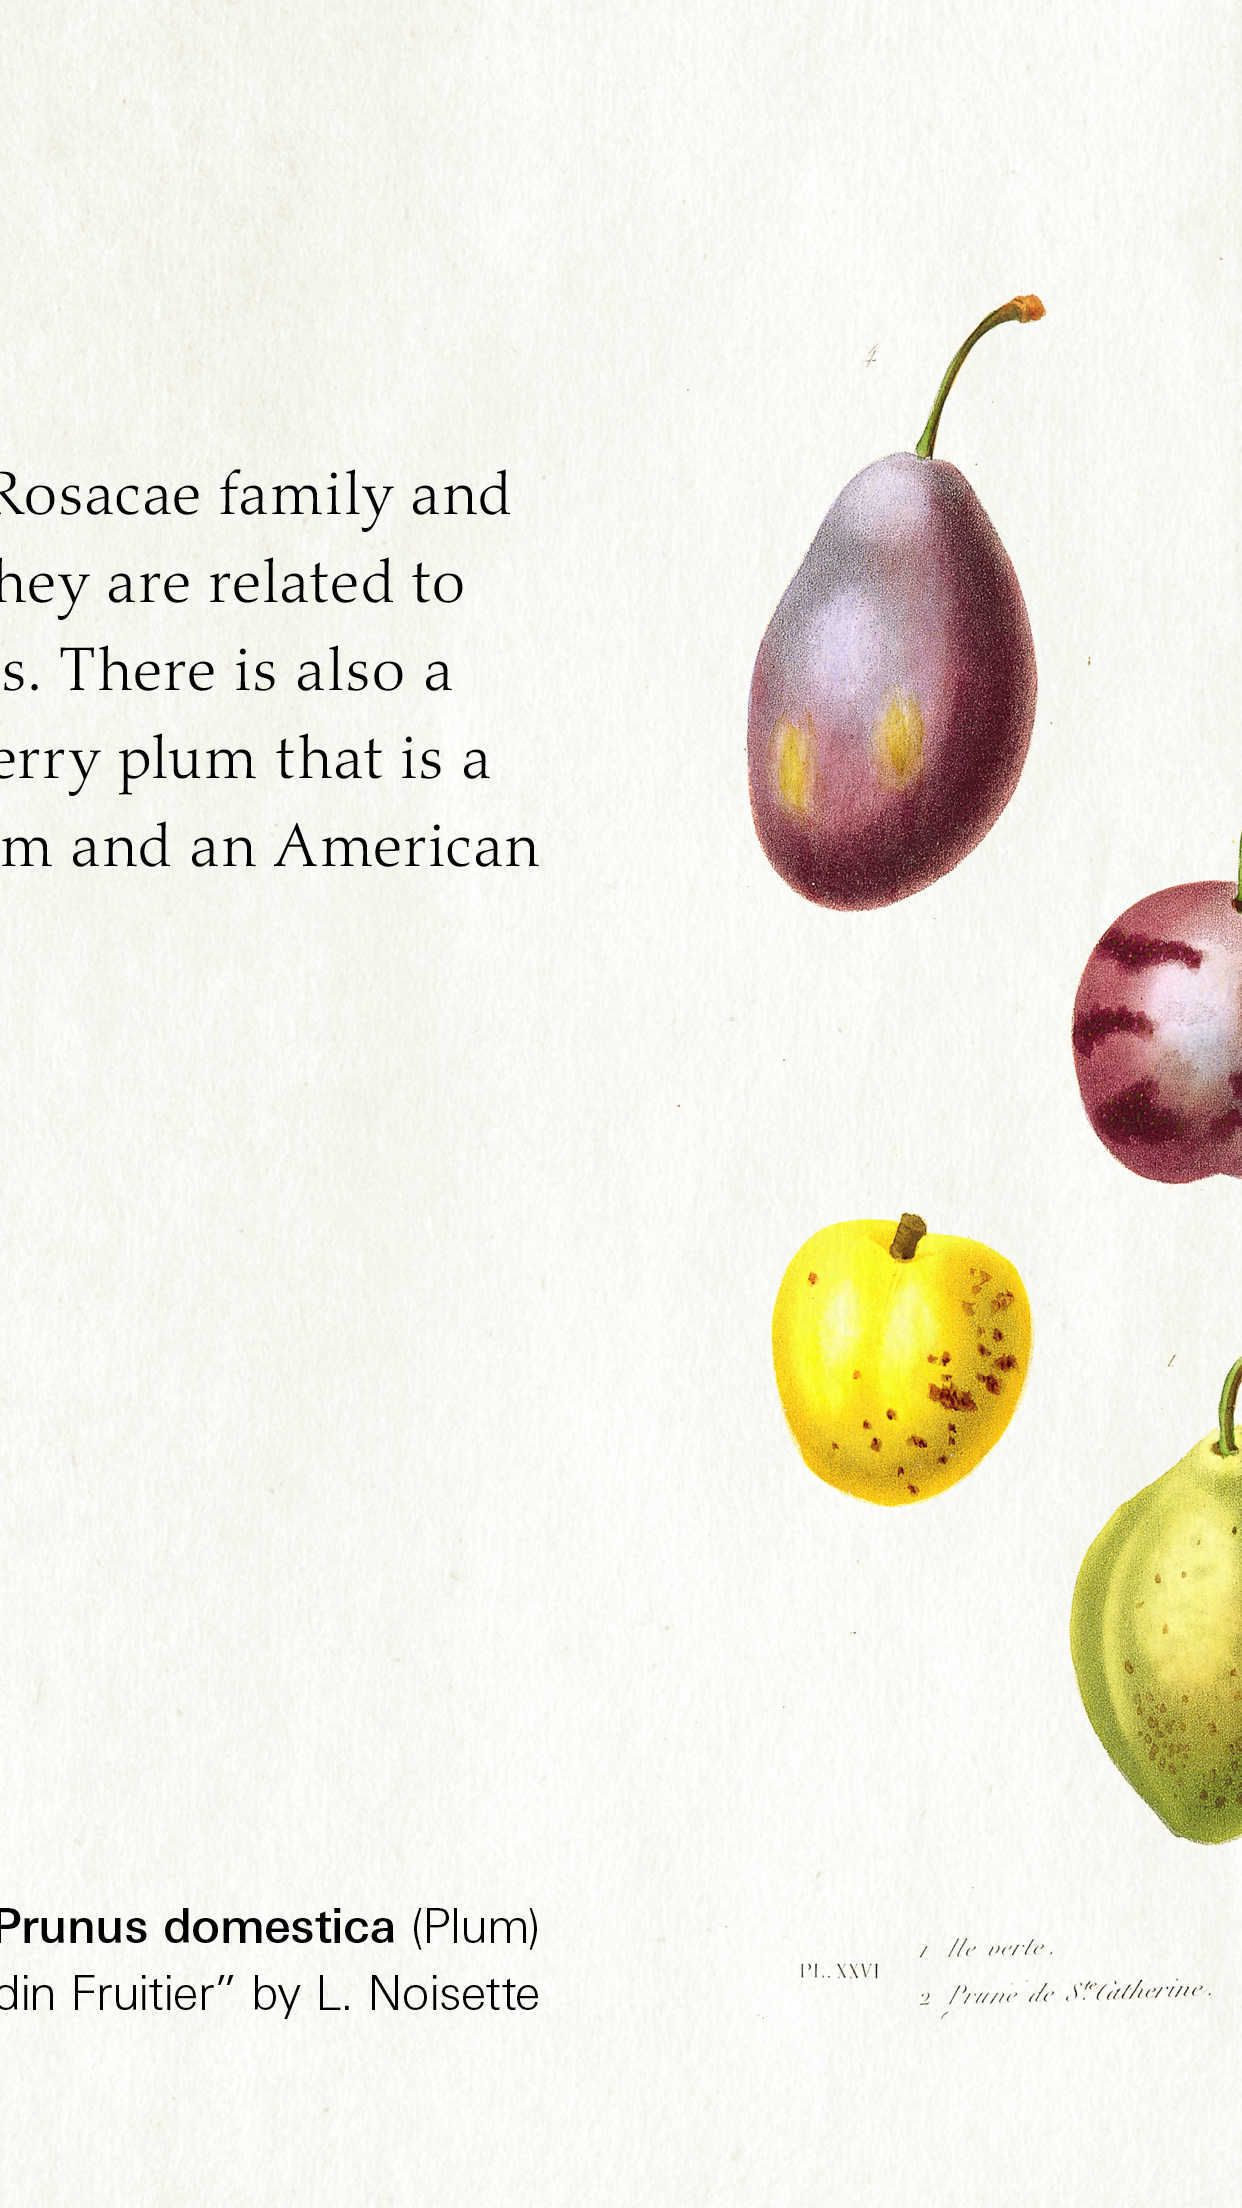 Rosacae family and
hey are related to
s. There is also a
erry plum that is a
m and an American
4
1
Prunus domestica (Plum)
din Fruitier” by L. Noisette
PL. XXVI
1 Ile verte.
2 Prune de Ste. Catherine.